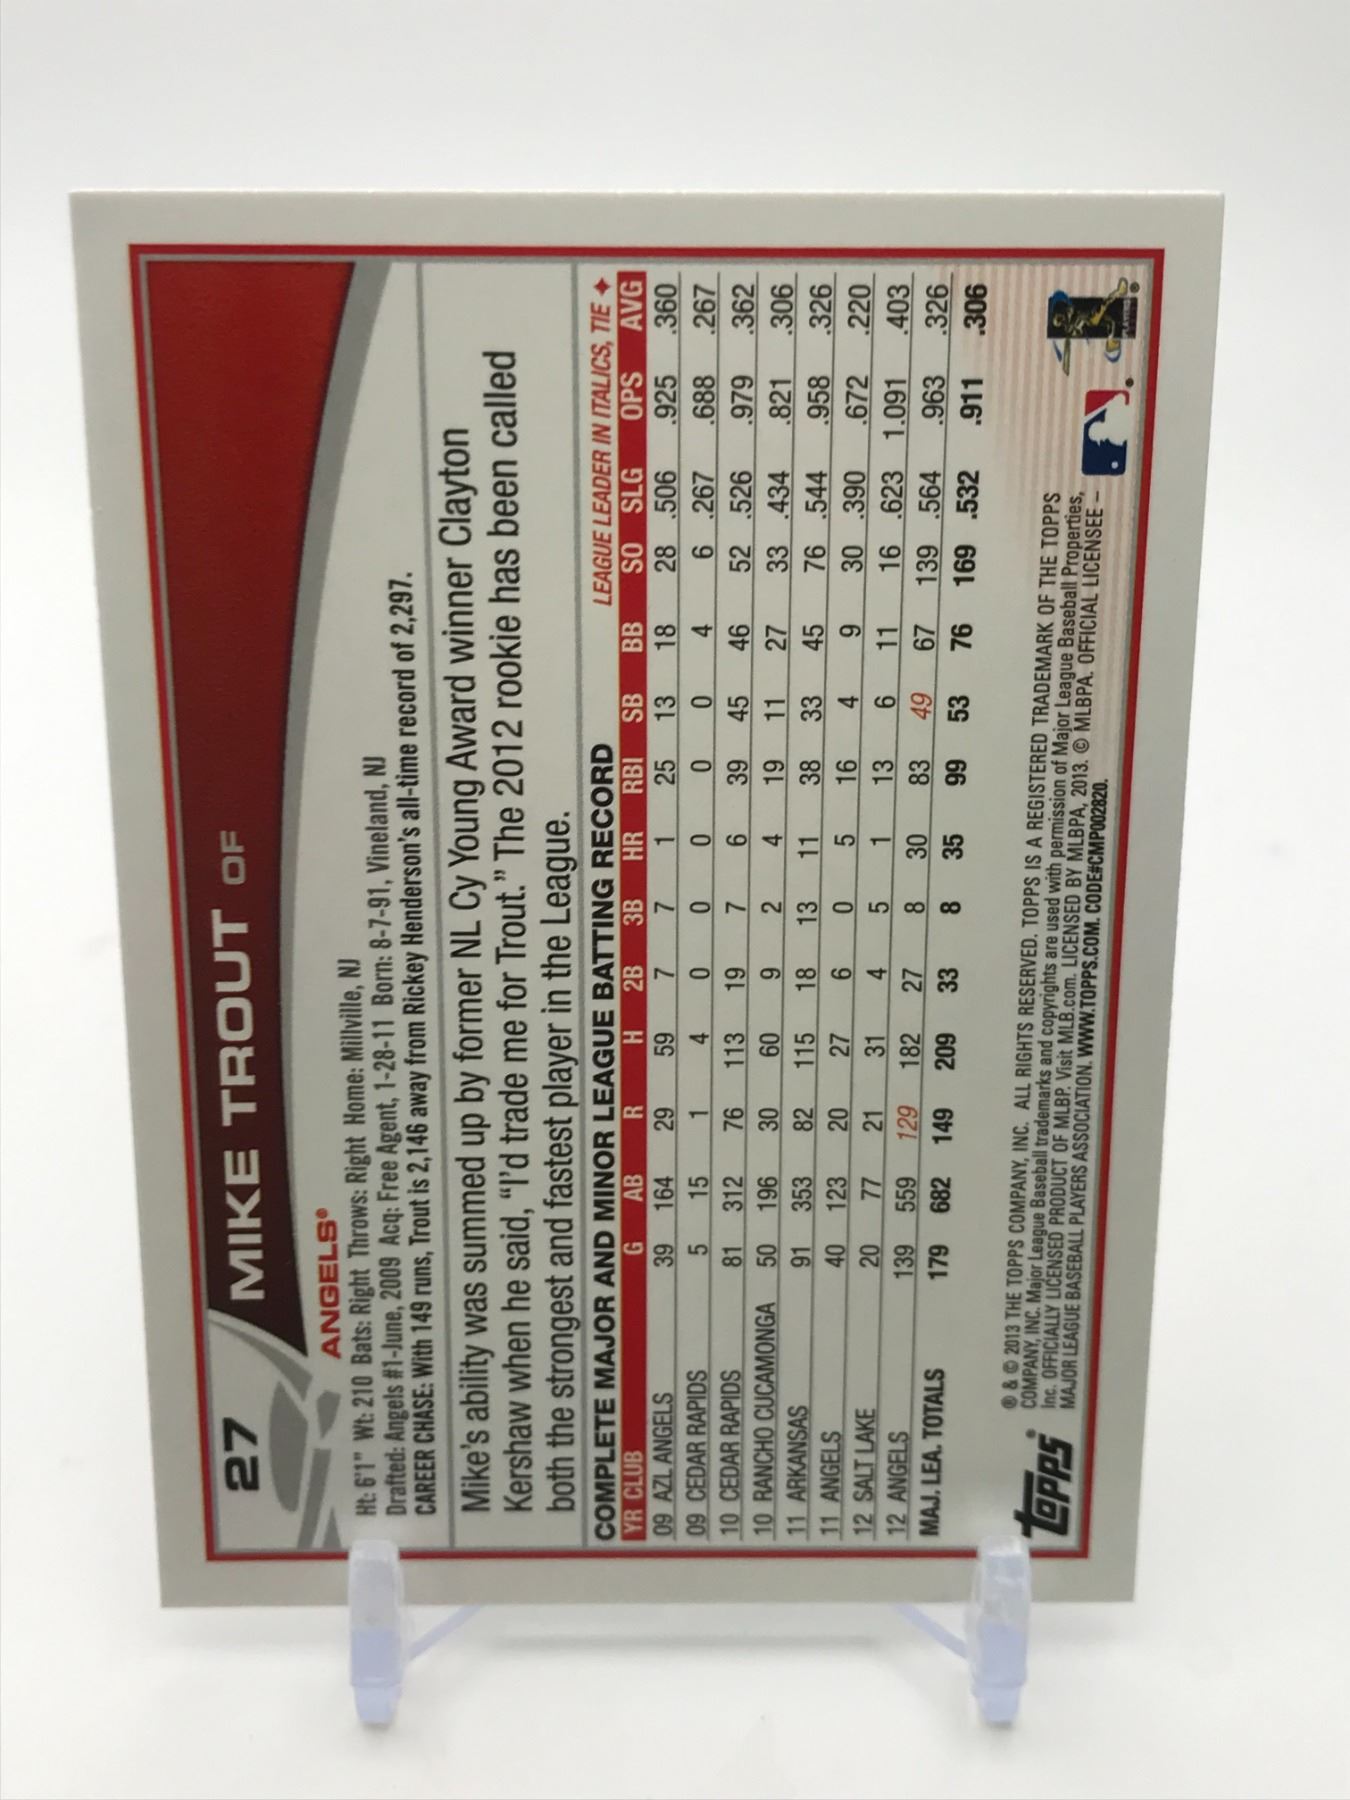 27
MIKE TROUT OF
ANGELS®
Ht: 6'1" Wt: 210 Bats: Right Throws: Right Home: Millville, NJ
Drafted: Angels #1-June, 2009 Acq: Free Agent, 1-28-11 Born: 8-7-91, Vineland, NJ
CAREER CHASE: With 149 runs, Trout is 2,146 away from Rickey Henderson's all-time record of 2,297.
Mike's ability was summed up by former NL Cy Young Award winner Clayton
Kershaw when he said, "I'd trade me for Trout." The 2012 rookie has been called
both the strongest and fastest player in the League.
COMPLETE MAJOR AND MINOR LEAGUE BATTING RECORD LEAGUE LEADER IN ITALICS, TIE ✦
YR CLUB G AB R H 2B 3B HR RBI SB BB SO SLG OPS AVG
09 AZL ANGELS 39 164 29 59 7 7 1 25 13 18 28 .506 .925 .360
09 CEDAR RAPIDS 5 15 1 4 0 0 0 0 0 4 6 .267 .688 .267
10 CEDAR RAPIDS 81 312 76 113 19 7 6 39 45 46 52 .526 .979 .362
10 RANCHO CUCAMONGA 50 196 30 60 9 2 4 19 11 27 33 .434 .821 .306
11 ARKANSAS 91 353 82 115 18 13 11 38 33 45 76 .544 .958 .326
11 ANGELS 40 123 20 27 6 0 5 16 4 9 30 .390 .672 .220
12 SALT LAKE 20 77 21 31 4 5 1 13 6 11 16 .623 1.091 .403
12 ANGELS 139 559 129 182 27 8 30 83 49 67 139 .564 .963 .326
MAJ. LEA. TOTALS 179 682 149 209 33 8 35 99 53 76 169 .532 .911 .306
topps®
® & © 2013 THE TOPPS COMPANY, INC. ALL RIGHTS RESERVED. TOPPS IS A REGISTERED TRADEMARK OF THE TOPPS
COMPANY, INC. Major League Baseball trademarks and copyrights are used with permission of Major League Baseball Properties,
Inc. OFFICIALLY LICENSED PRODUCT OF MLBP. Visit MLB.com. LICENSED BY MLBPA, 2013. © MLBPA. OFFICIAL LICENSEE –
MAJOR LEAGUE BASEBALL PLAYERS ASSOCIATION. WWW.TOPPS.COM. CODE#CMP002820.